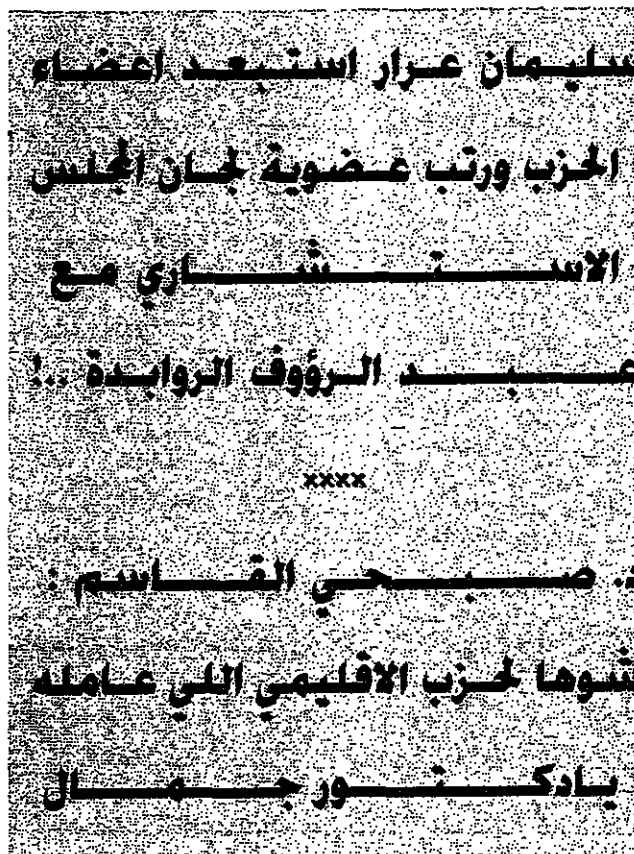 سليمان عرار استبعد اعضاء
الحزب ورتب عضوية لجان المجلس
الاستشاري مع
عبد الرؤوف الروابدة ...!
xxxx
د. صبحي القاسم :
شوها لحزب الاقليمي اللي عامله
يادكتور جمال